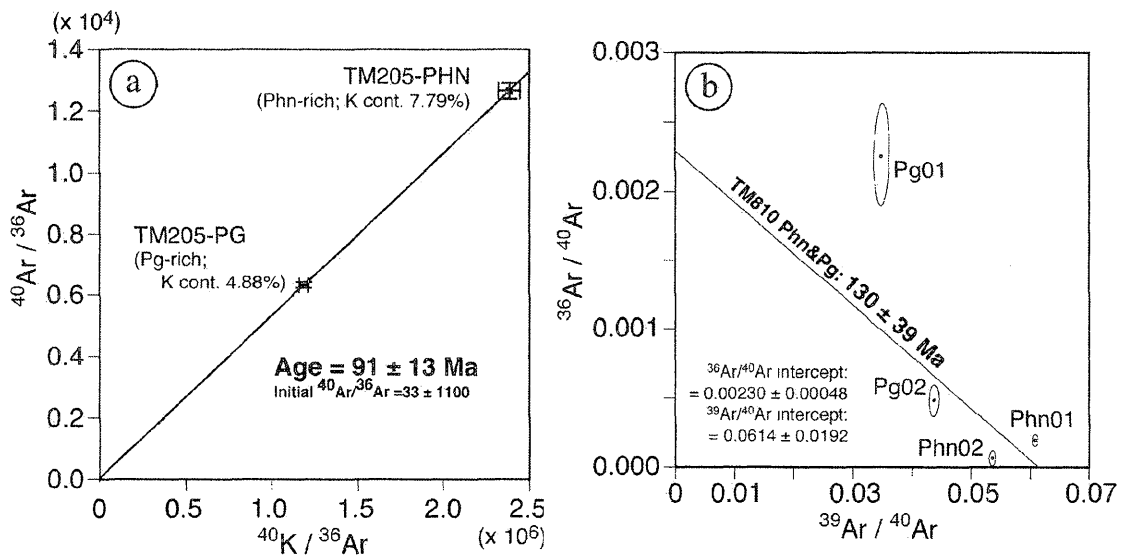 (x 10⁴)
a
1.4
1.2
1.0
0.8
0.6
0.4
0.2
0.0
⁴⁰Ar / ³⁶Ar
TM205-PHN
(Phn-rich; K cont. 7.79%)
TM205-PG
(Pg-rich;
K cont. 4.88%)
Age = 91 ± 13 Ma
Initial ⁴⁰Ar/³⁶Ar =33 ± 1100
0 0.5 1.0 1.5 2.0 2.5
⁴⁰K / ³⁶Ar
(x 10⁶)
b
0.003
0.002
0.001
0.000
³⁶Ar / ⁴⁰Ar
Pg01
TM810 Phn&Pg: 130 ± 39 Ma
³⁶Ar/⁴⁰Ar intercept:
= 0.00230 ± 0.00048
³⁹Ar/⁴⁰Ar intercept:
= 0.0614 ± 0.0192
Pg02
Phn01
Phn02
0 0.01 0.03 0.05 0.07
³⁹Ar / ⁴⁰Ar